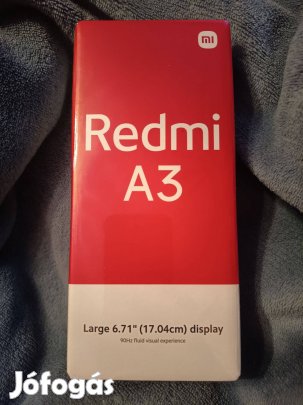 mi
Redmi
A3
Large 6.71" (17.04cm) display
90Hz fluid visual experience
Jófogás